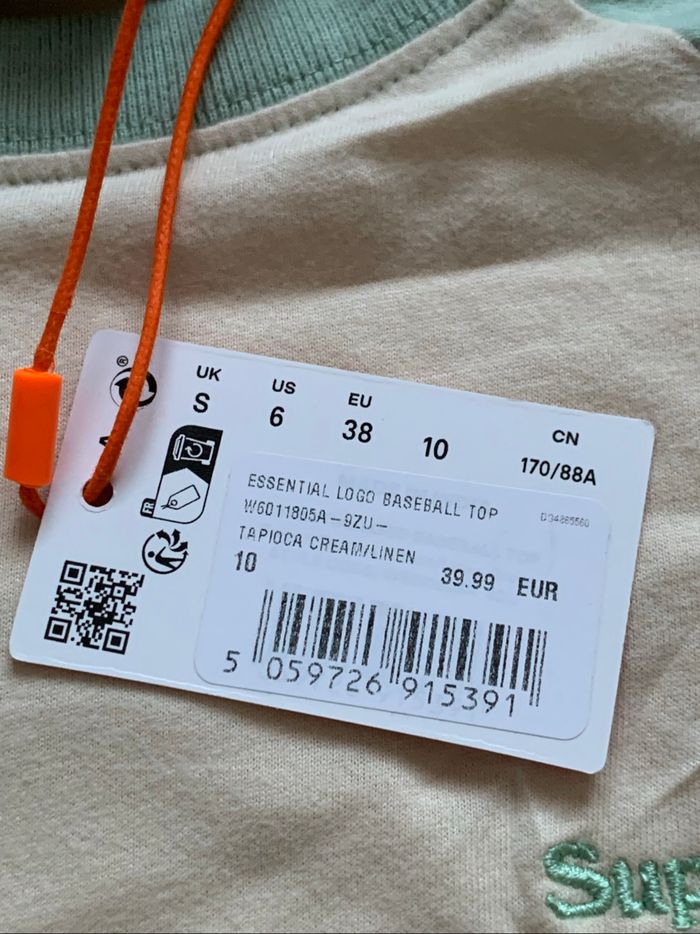 UK
S
US
6
EU
38
10
CN
170/88A
ESSENTIAL LOGO BASEBALL TOP
D34865560
W6011805A-9ZU-
TAPIOCA CREAM/LINEN
10
39.99 EUR
5 059726 915391
Sup